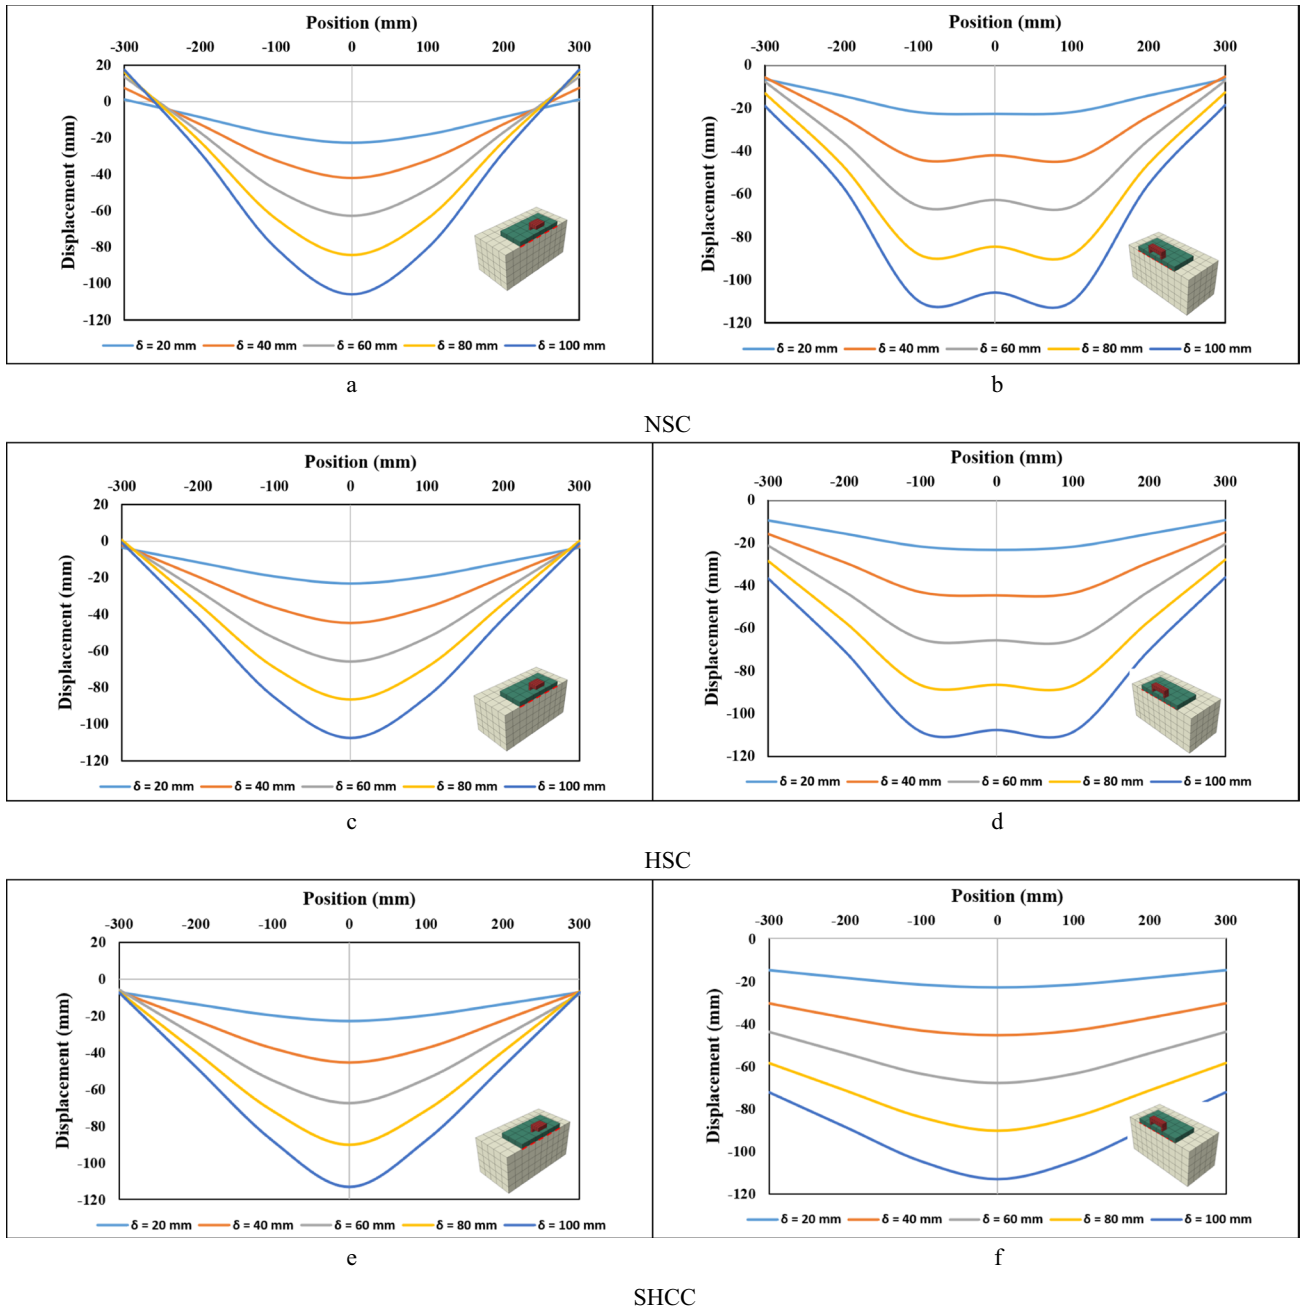 Position (mm)
-300 -200 -100 0 100 200 300
20
0
-20
-40
-60
-80
-100
-120
Displacement (mm)
δ = 20 mm δ = 40 mm δ = 60 mm δ = 80 mm δ = 100 mm
a
Position (mm)
-300 -200 -100 0 100 200 300
0
-20
-40
-60
-80
-100
-120
Displacement (mm)
δ = 20 mm δ = 40 mm δ = 60 mm δ = 80 mm δ = 100 mm
b
NSC
Position (mm)
-300 -200 -100 0 100 200 300
20
0
-20
-40
-60
-80
-100
-120
Displacement (mm)
δ = 20 mm δ = 40 mm δ = 60 mm δ = 80 mm δ = 100 mm
c
Position (mm)
-300 -200 -100 0 100 200 300
0
-20
-40
-60
-80
-100
-120
Displacement (mm)
δ = 20 mm δ = 40 mm δ = 60 mm δ = 80 mm δ = 100 mm
d
HSC
Position (mm)
-300 -200 -100 0 100 200 300
20
0
-20
-40
-60
-80
-100
-120
Displacement (mm)
δ = 20 mm δ = 40 mm δ = 60 mm δ = 80 mm δ = 100 mm
e
Position (mm)
-300 -200 -100 0 100 200 300
0
-20
-40
-60
-80
-100
-120
Displacement (mm)
δ = 20 mm δ = 40 mm δ = 60 mm δ = 80 mm δ = 100 mm
f
SHCC